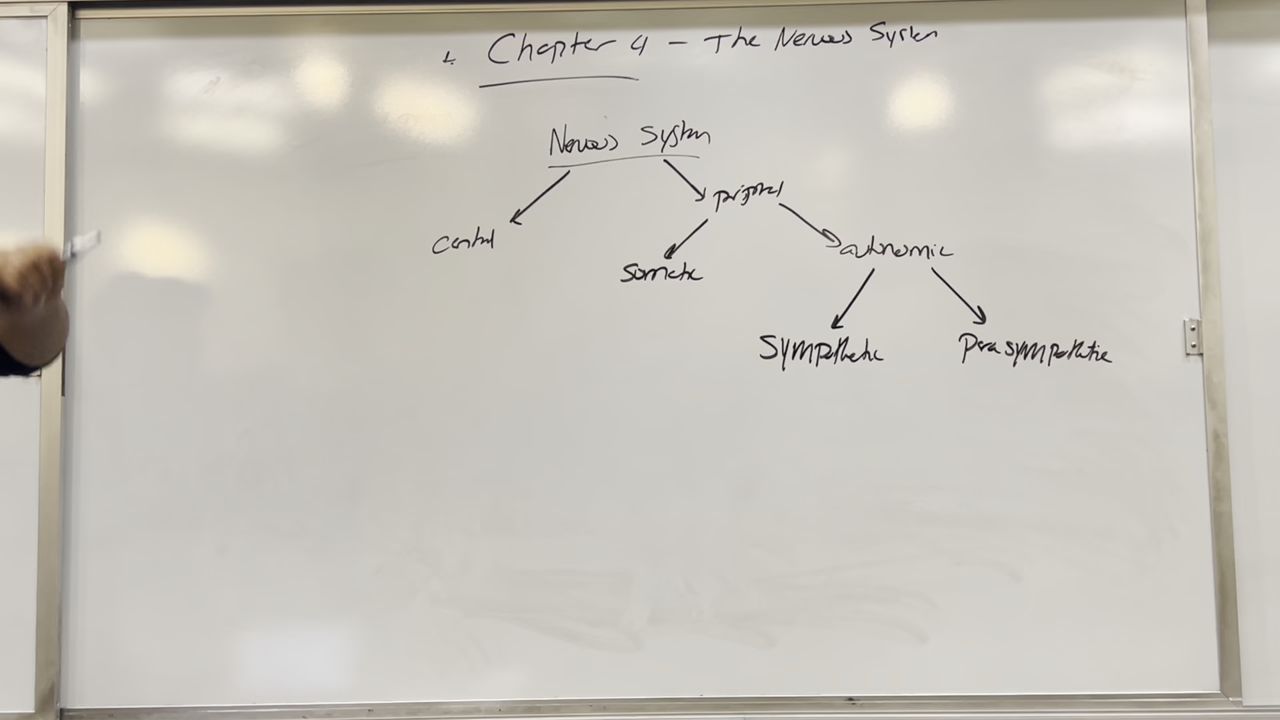 Chapter 4 - The Nervous System
Nervous System
peripheral
central
autonomic
Somatic
Sympathetic
Parasympathetic